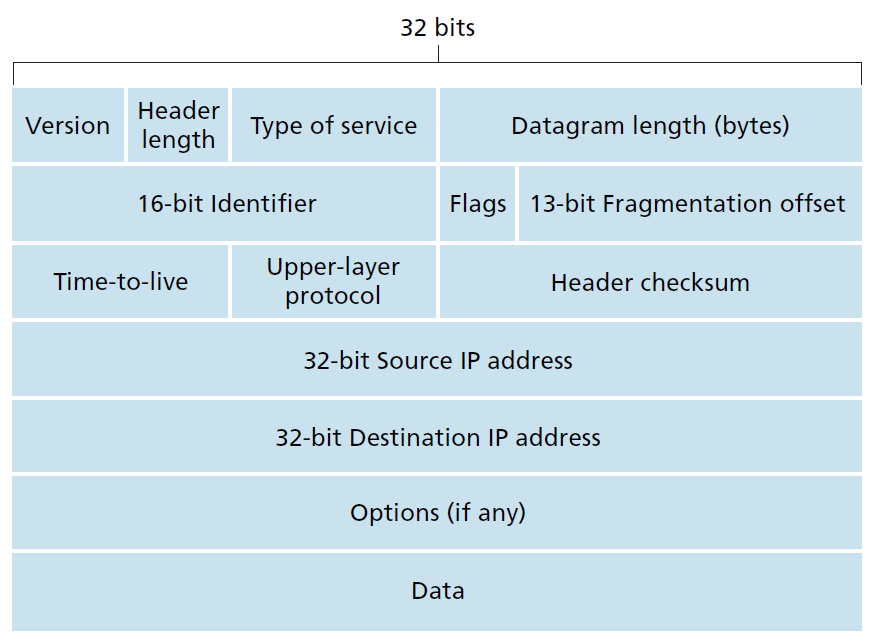 32 bits
Version
Header
length
Type of service
Datagram length (bytes)
16-bit Identifier
Flags
13-bit Fragmentation offset
Time-to-live
Upper-layer
protocol
Header checksum
32-bit Source IP address
32-bit Destination IP address
Options (if any)
Data